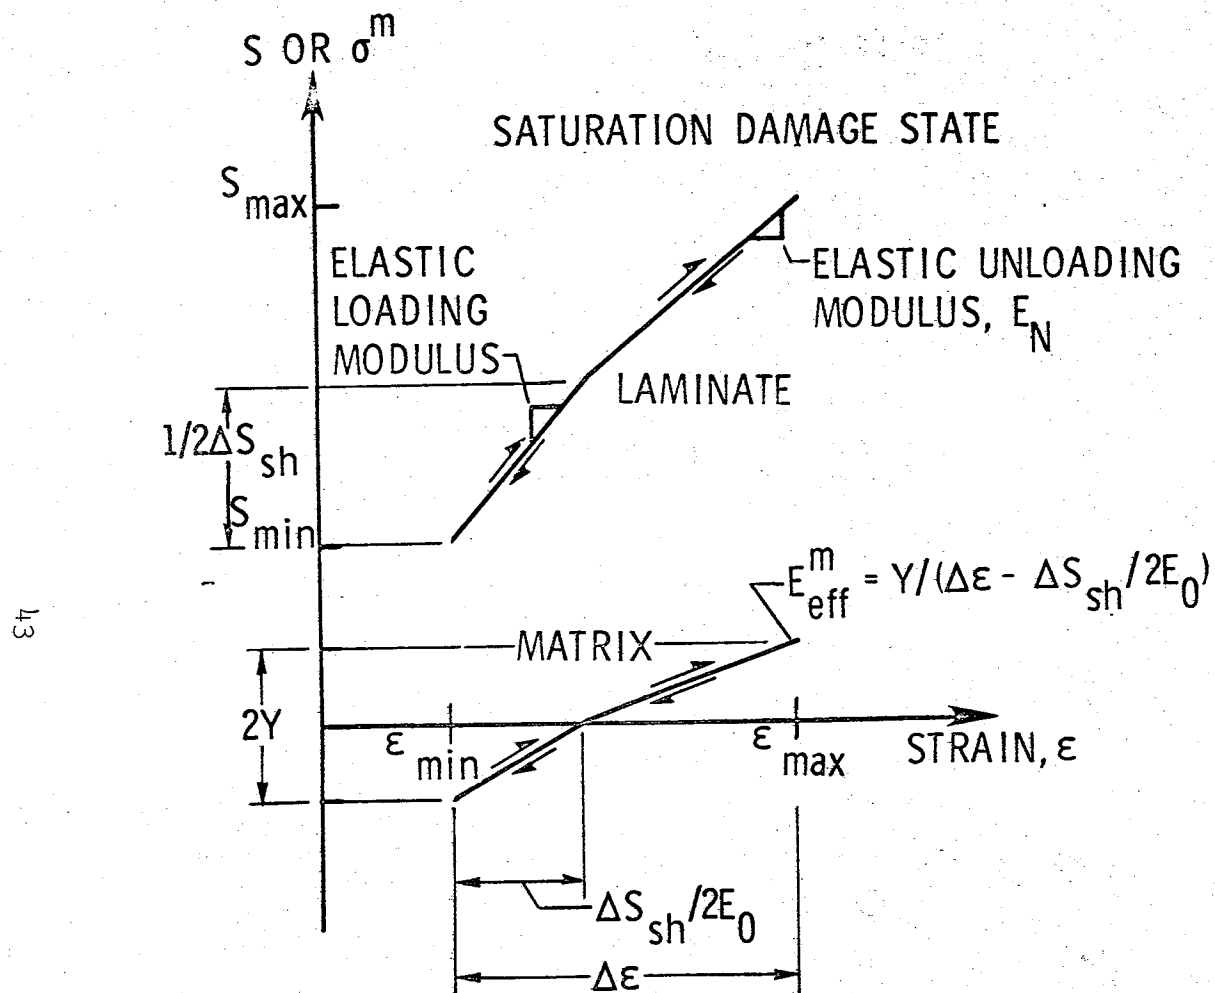 S OR σ^m
SATURATION DAMAGE STATE
S_max
ELASTIC
LOADING
MODULUS
ELASTIC UNLOADING
MODULUS, E_N
LAMINATE
1/2ΔS_sh
S_min
E^m_eff = Y/(Δε - ΔS_sh/2E_0)
43
MATRIX
2Y
ε_min
ε_max
STRAIN, ε
ΔS_sh/2E_0
Δε